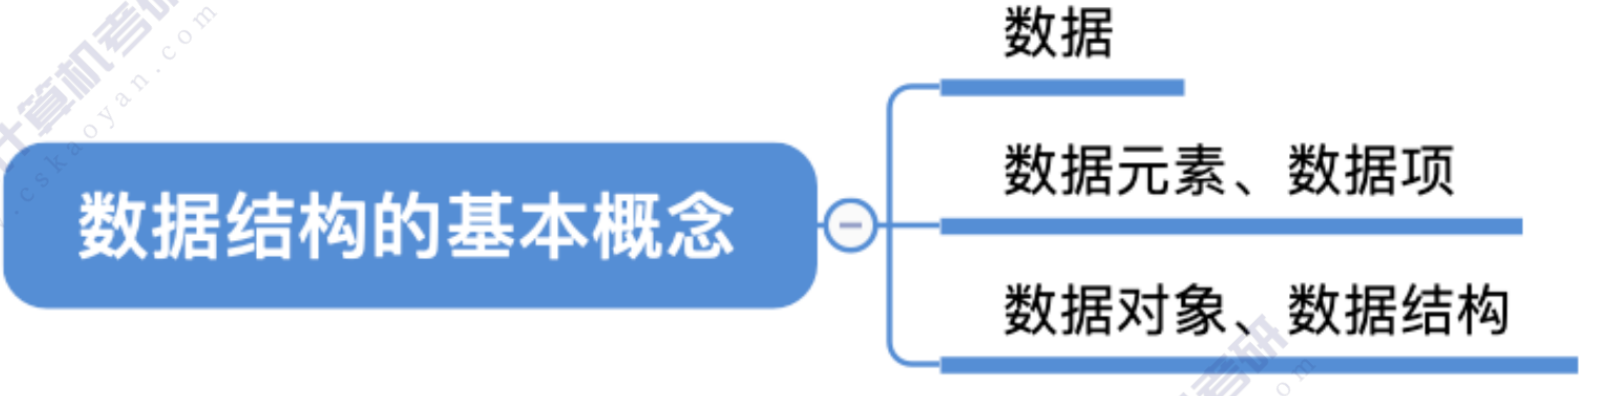 计算机考研
.cskaoyan.com
数据
数据元素、数据项
数据结构的基本概念
数据对象、数据结构
考研
om